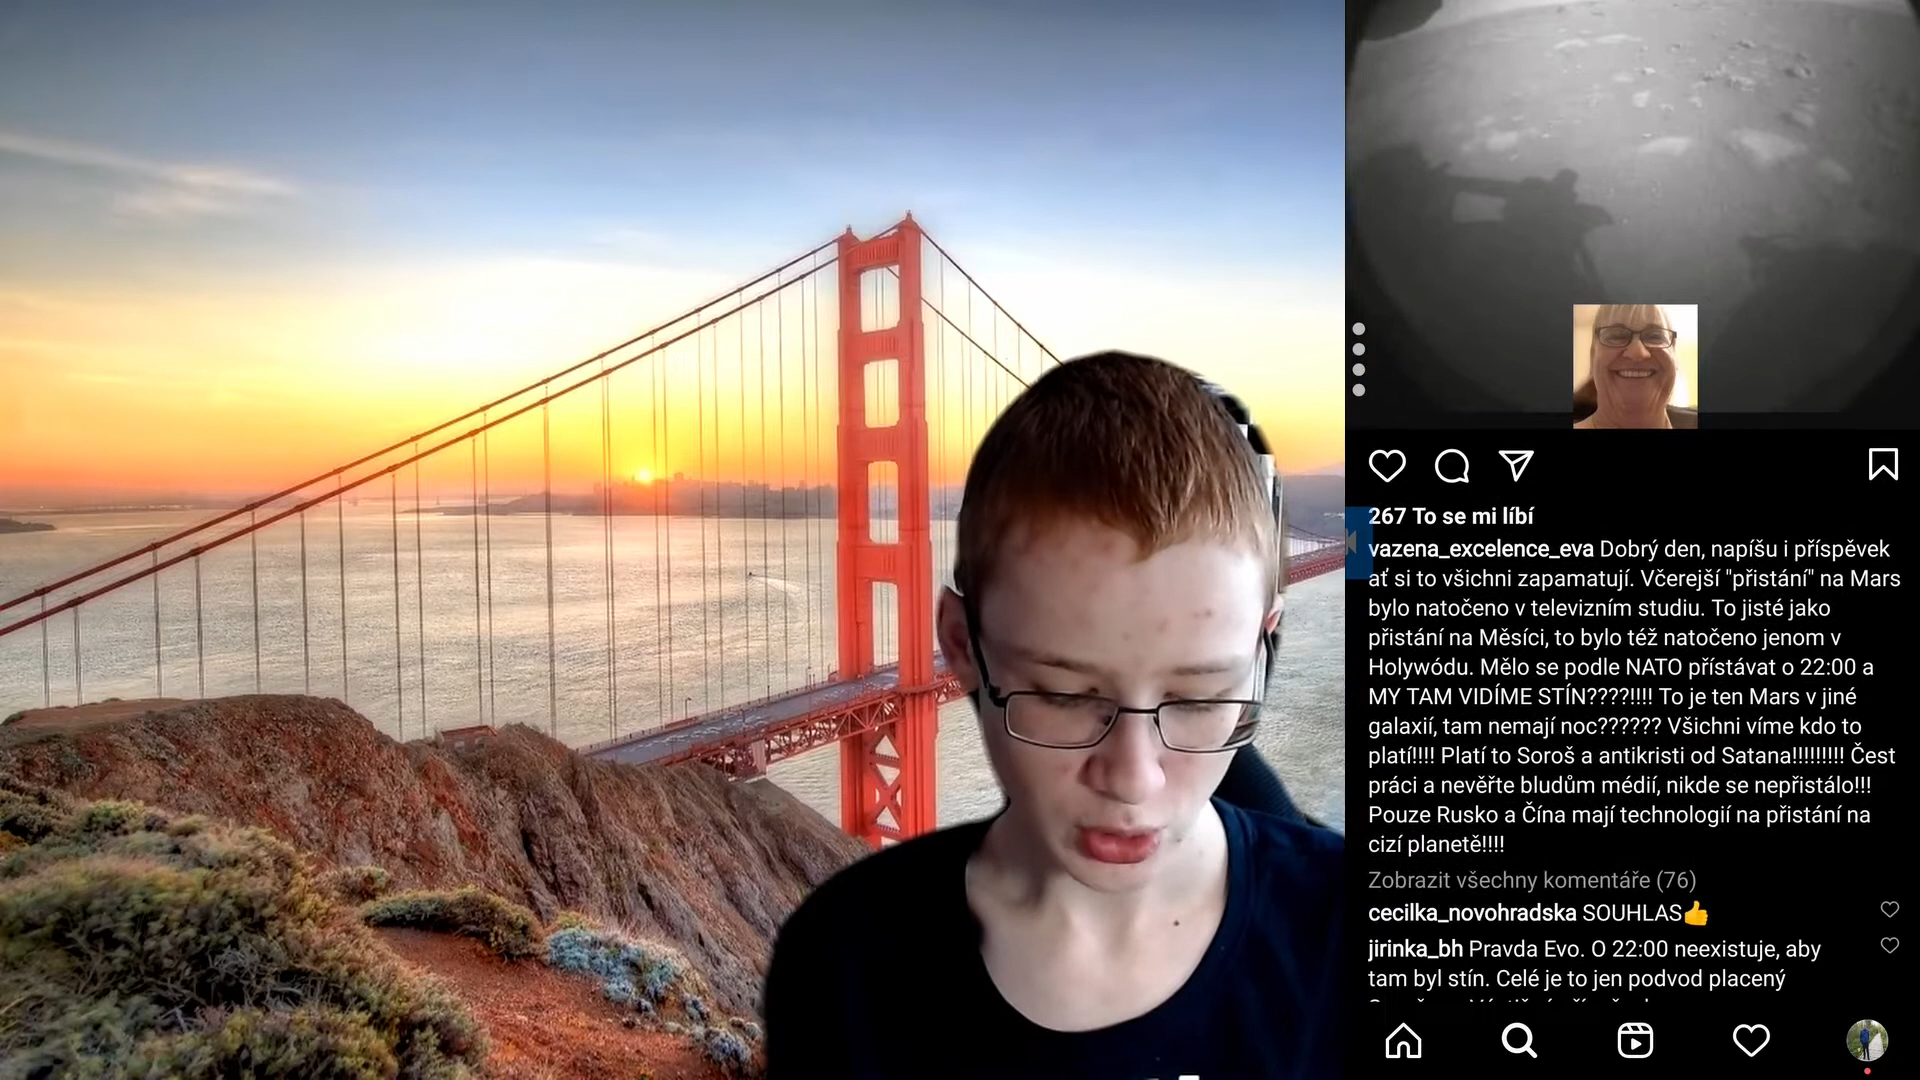 267 To se mi líbí
vazena_excelence_eva Dobrý den, napíšu i příspěvek
ať si to všichni zapamatují. Včerejší "přistání" na Mars
bylo natočeno v televizním studiu. To jisté jako
přistání na Měsíci, to bylo též natočeno jenom v
Holywódu. Mělo se podle NATO přístávat o 22:00 a
MY TAM VIDÍME STÍN????!!!! To je ten Mars v jiné
galaxií, tam nemají noc?????? Všichni víme kdo to
platí!!!! Platí to Soroš a antikristi od Satana!!!!!!!!! Čest
práci a nevěřte bludům médií, nikde se nepřistálo!!!
Pouze Rusko a Čína mají technologií na přistání na
cizí planetě!!!!
Zobrazit všechny komentáře (76)
cecilka_novohradska SOUHLAS👍
jirinka_bh Pravda Evo. O 22:00 neexistuje, aby
tam byl stín. Celé je to jen podvod placený